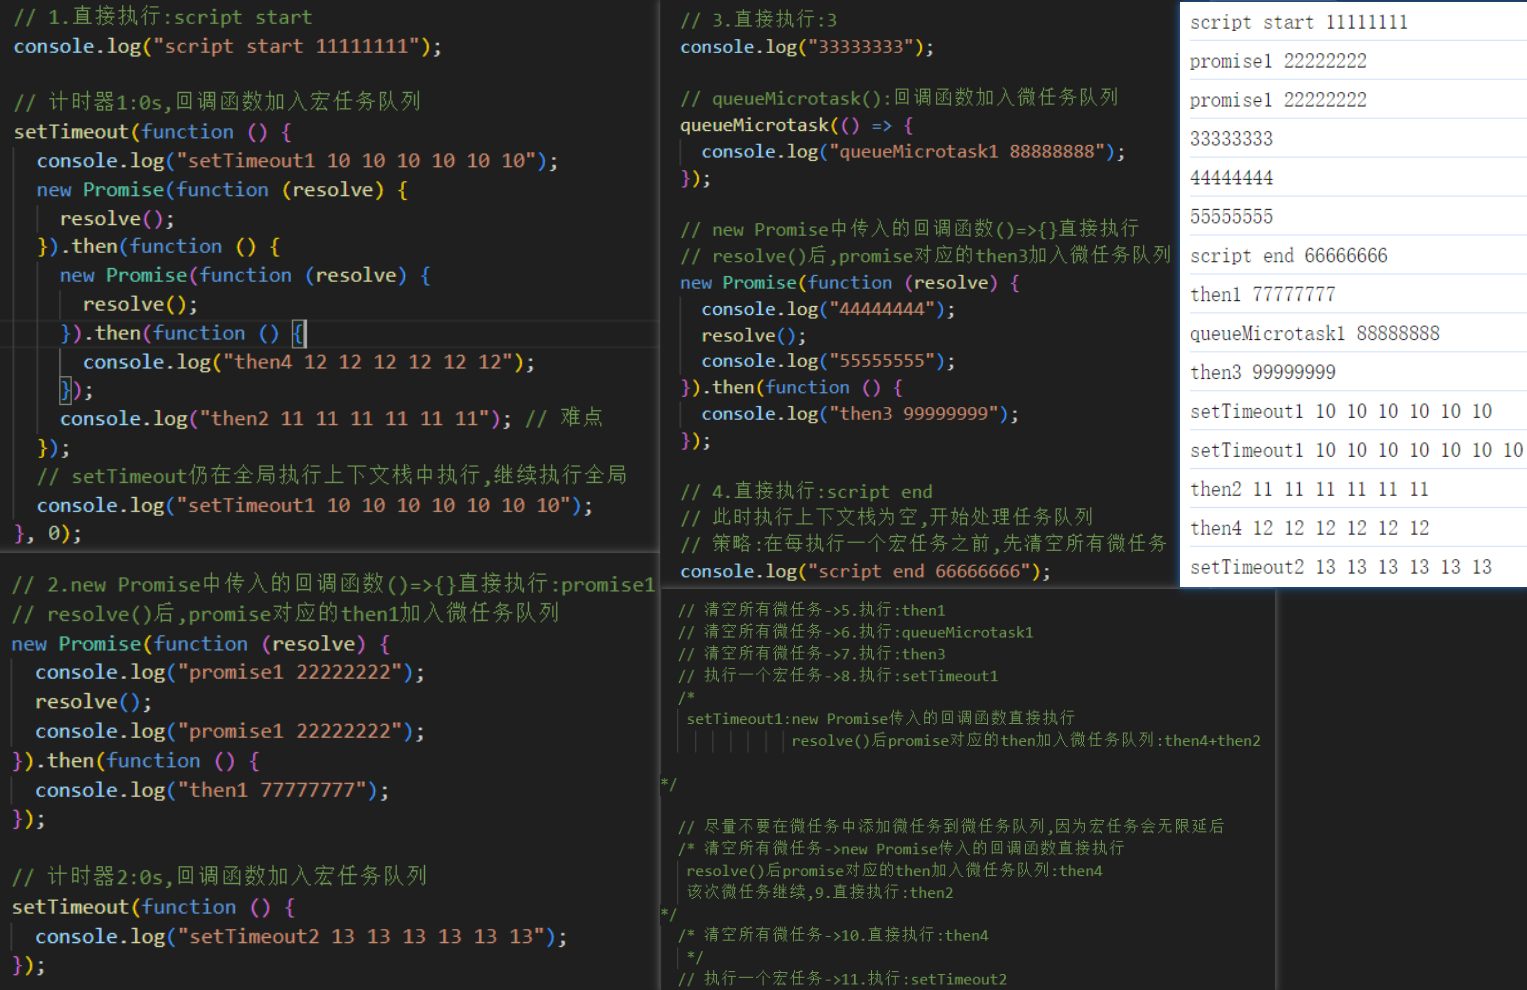 // 1.直接执行:script start
console.log("script start 11111111");
// 计时器1:0s,回调函数加入宏任务队列
setTimeout(function () {
console.log("setTimeout1 10 10 10 10 10 10");
new Promise(function (resolve) {
resolve();
}).then(function () {
new Promise(function (resolve) {
resolve();
}).then(function () {
console.log("then4 12 12 12 12 12 12");
});
console.log("then2 11 11 11 11 11 11"); // 难点
});
// setTimeout仍在全局执行上下文栈中执行,继续执行全局
console.log("setTimeout1 10 10 10 10 10 10 10");
}, 0);
// 2.new Promise中传入的回调函数()=>{}直接执行:promise1
// resolve()后,promise对应的then1加入微任务队列
new Promise(function (resolve) {
console.log("promise1 22222222");
resolve();
console.log("promise1 22222222");
}).then(function () {
console.log("then1 77777777");
});
// 计时器2:0s,回调函数加入宏任务队列
setTimeout(function () {
console.log("setTimeout2 13 13 13 13 13 13");
});
// 3.直接执行:3
console.log("33333333");
// queueMicrotask():回调函数加入微任务队列
queueMicrotask(() => {
console.log("queueMicrotask1 88888888");
});
// new Promise中传入的回调函数()=>{}直接执行
// resolve()后,promise对应的then3加入微任务队列
new Promise(function (resolve) {
console.log("44444444");
resolve();
console.log("55555555");
}).then(function () {
console.log("then3 99999999");
});
// 4.直接执行:script end
// 此时执行上下文栈为空,开始处理任务队列
// 策略:在每执行一个宏任务之前,先清空所有微任务
console.log("script end 66666666");
// 清空所有微任务->5.执行:then1
// 清空所有微任务->6.执行:queueMicrotask1
// 清空所有微任务->7.执行:then3
// 执行一个宏任务->8.执行:setTimeout1
/*
setTimeout1:new Promise传入的回调函数直接执行
resolve()后promise对应的then加入微任务队列:then4+then2
*/
// 尽量不要在微任务中添加微任务到微任务队列,因为宏任务会无限延后
/* 清空所有微任务->new Promise传入的回调函数直接执行
resolve()后promise对应的then加入微任务队列:then4
该次微任务继续,9.直接执行:then2
*/
/* 清空所有微任务->10.直接执行:then4
*/
// 执行一个宏任务->11.执行:setTimeout2
script start 11111111
promise1 22222222
promise1 22222222
33333333
44444444
55555555
script end 66666666
then1 77777777
queueMicrotask1 88888888
then3 99999999
setTimeout1 10 10 10 10 10 10
setTimeout1 10 10 10 10 10 10 10
then2 11 11 11 11 11 11
then4 12 12 12 12 12 12
setTimeout2 13 13 13 13 13 13